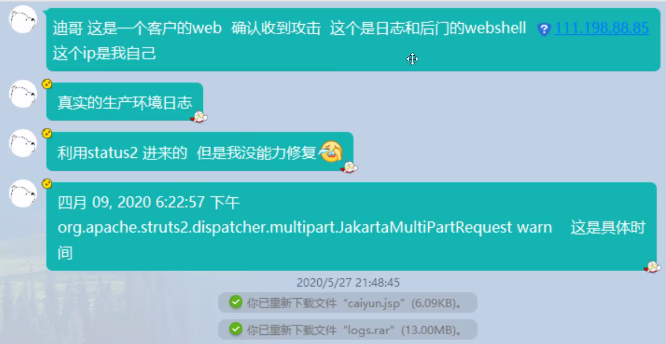 迪哥 这是一个客户的web 确认收到攻击 这个是日志和后门的webshell 111.198.88.85
这个ip是我自己
真实的生产环境日志
利用status2 进来的 但是我没能力修复
四月 09, 2020 6:22:57 下午
org.apache.struts2.dispatcher.multipart.JakartaMultiPartRequest warn 这是具体时
间
2020/5/27 21:48:45
你已重新下载文件“caiyun.jsp”(6.09KB)。
你已重新下载文件“logs.rar”(13.00MB)。